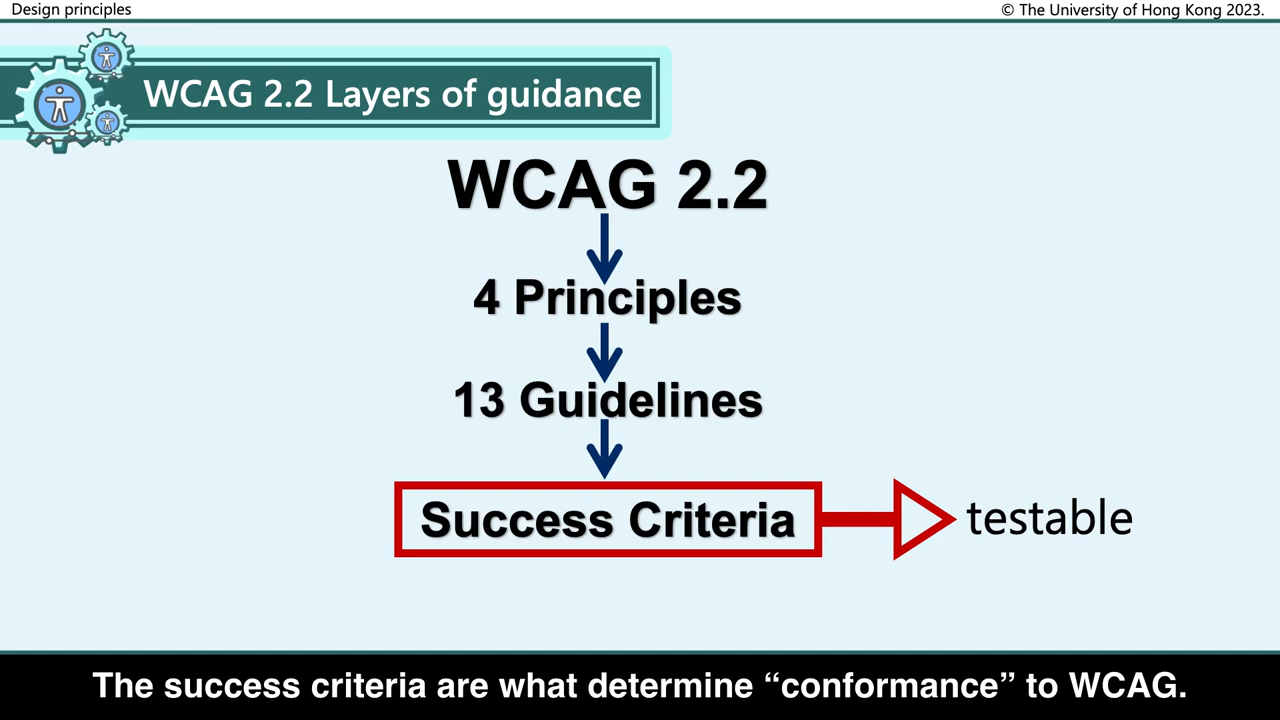 Design principles
© The University of Hong Kong 2023.
WCAG 2.2 Layers of guidance
WCAG 2.2
4 Principles
13 Guidelines
Success Criteria
testable
The success criteria are what determine “conformance” to WCAG.